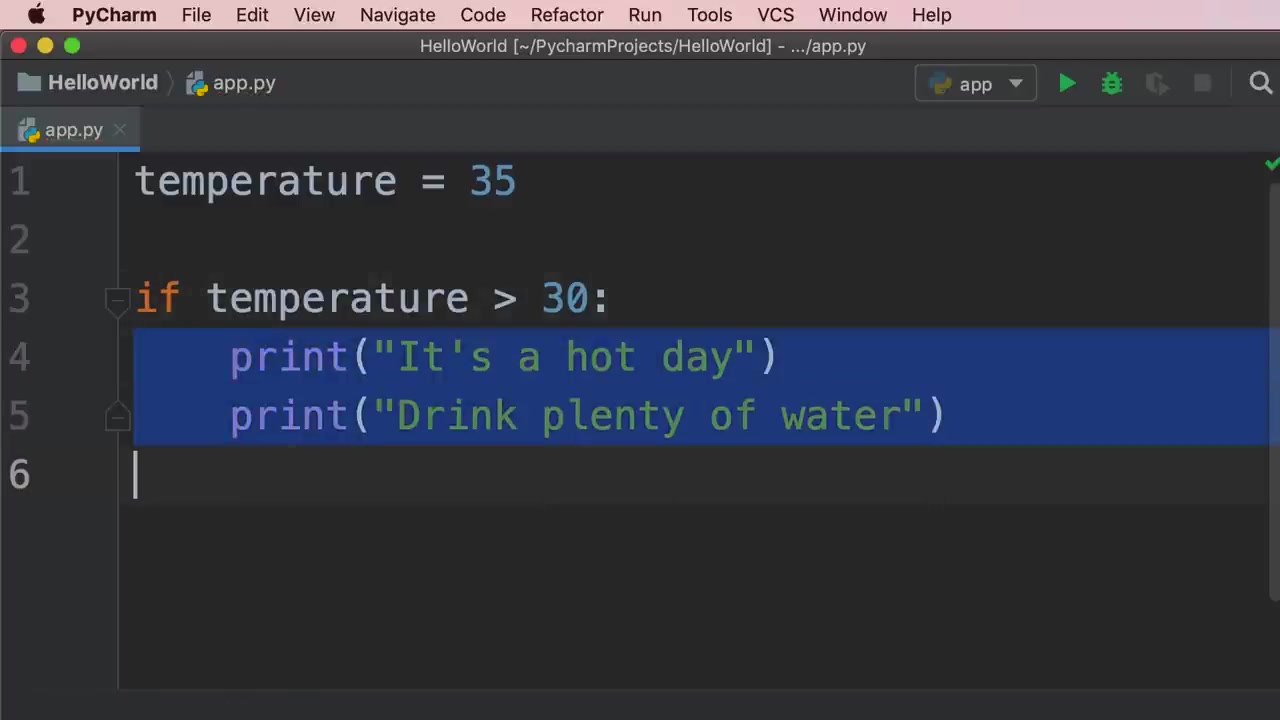 PyCharm File Edit View Navigate Code Refactor Run Tools VCS Window Help
HelloWorld [~/PycharmProjects/HelloWorld] - .../app.py
HelloWorld app.py app
app.py
1 temperature = 35
2
3 if temperature > 30:
4 print("It's a hot day")
5 print("Drink plenty of water")
6